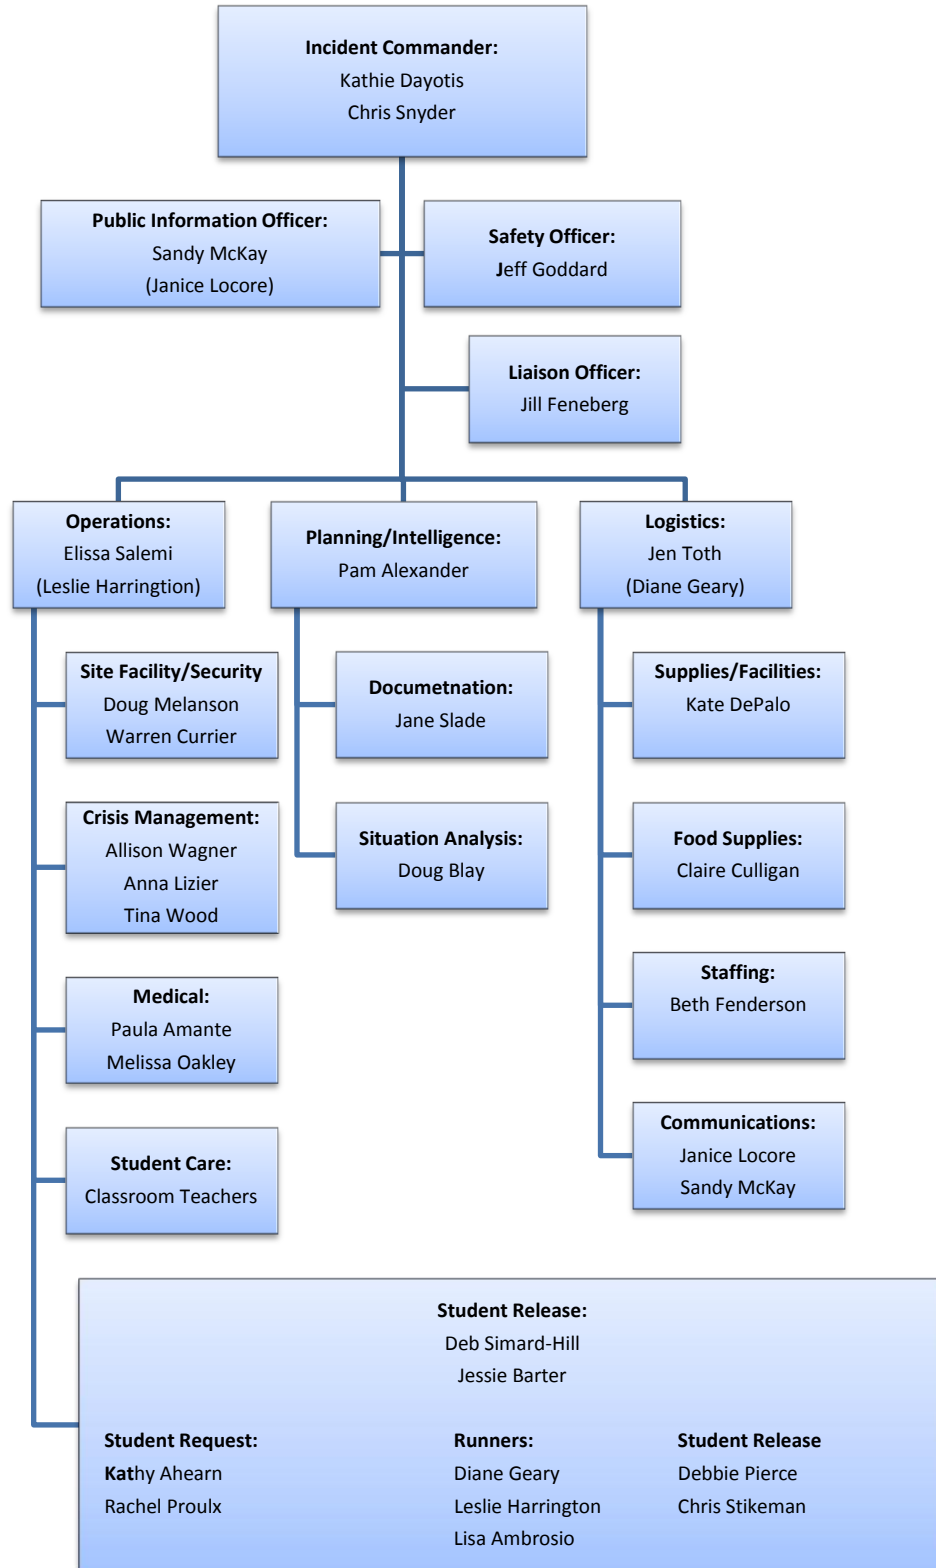 Incident Commander:
Kathie Dayotis
Chris Snyder
Public Information Officer:
Sandy McKay
(Janice Locore)
Safety Officer:
Jeff Goddard
Liaison Officer:
Jill Feneberg
Operations:
Elissa Salemi
(Leslie Harringtion)
Planning/Intelligence:
Pam Alexander
Logistics:
Jen Toth
(Diane Geary)
Site Facility/Security
Doug Melanson
Warren Currier
Documetnation:
Jane Slade
Supplies/Facilities:
Kate DePalo
Crisis Management:
Allison Wagner
Anna Lizier
Tina Wood
Situation Analysis:
Doug Blay
Food Supplies:
Claire Culligan
Medical:
Paula Amante
Melissa Oakley
Staffing:
Beth Fenderson
Student Care:
Classroom Teachers
Communications:
Janice Locore
Sandy McKay
Student Release:
Deb Simard-Hill
Jessie Barter
Student Request:
Kathy Ahearn
Rachel Proulx
Runners:
Diane Geary
Leslie Harrington
Lisa Ambrosio
Student Release
Debbie Pierce
Chris Stikeman